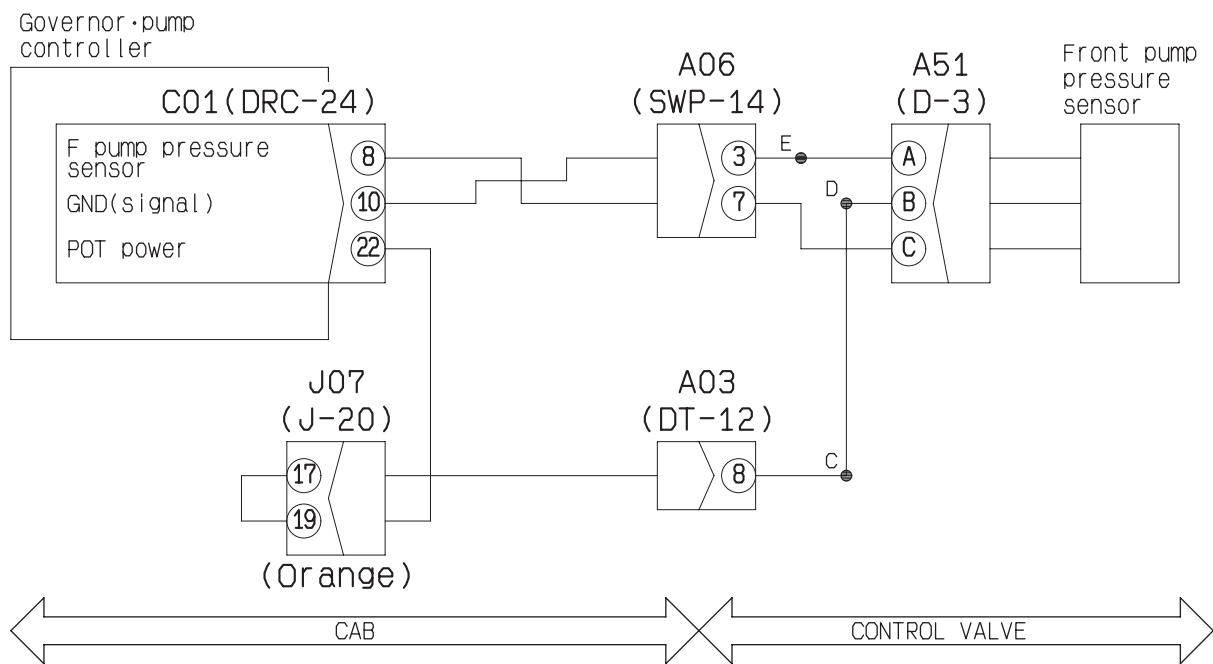 Governor・pump
controller
C01(DRC-24)
F pump pressure
sensor
GND(signal)
POT power
8
10
22
A06
(SWP-14)
3
7
E
D
A51
(D-3)
A
B
C
Front pump
pressure
sensor
J07
(J-20)
17
19
(Orange)
A03
(DT-12)
8
C
CAB
CONTROL VALVE